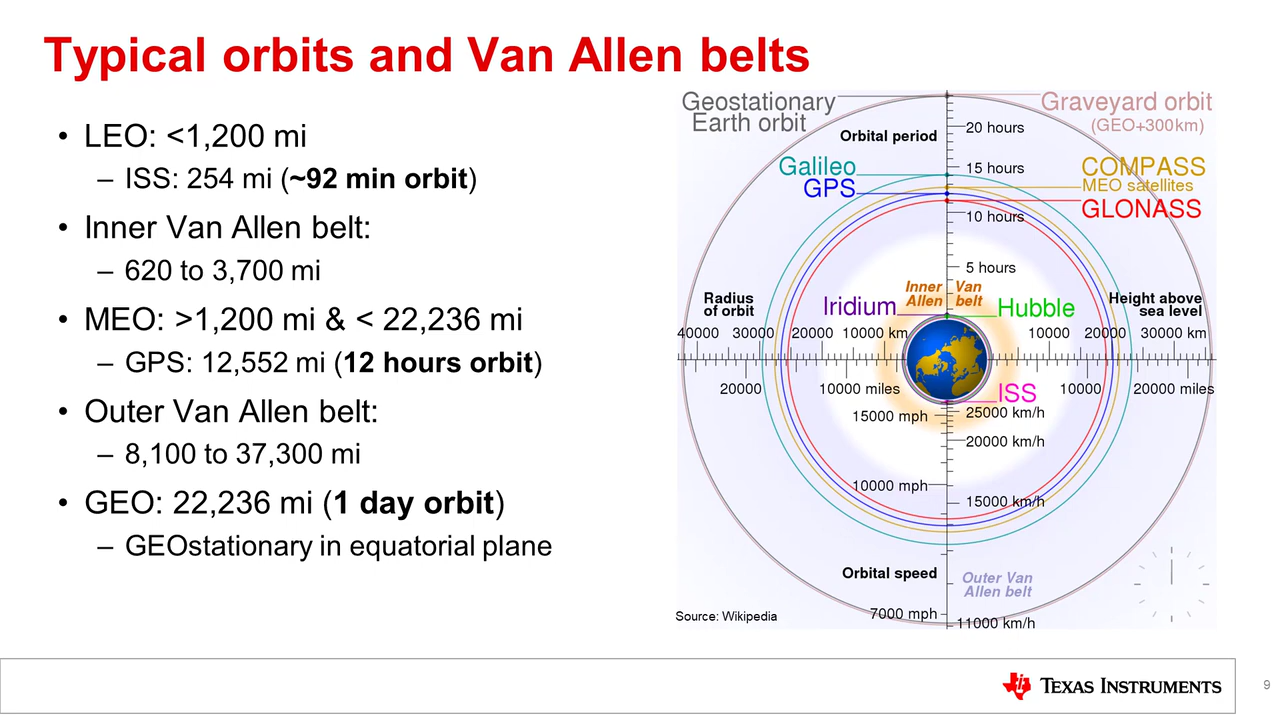 Typical orbits and Van Allen belts
• LEO: <1,200 mi
– ISS: 254 mi (~92 min orbit)
• Inner Van Allen belt:
– 620 to 3,700 mi
• MEO: >1,200 mi & < 22,236 mi
– GPS: 12,552 mi (12 hours orbit)
• Outer Van Allen belt:
– 8,100 to 37,300 mi
• GEO: 22,236 mi (1 day orbit)
– GEOstationary in equatorial plane
Geostationary
Earth orbit
Graveyard orbit
(GEO+300km)
Orbital period
20 hours
Galileo
15 hours
COMPASS
MEO satellites
GPS
GLONASS
10 hours
5 hours
Inner Van
Allen belt
Radius
of orbit
Iridium
Hubble
Height above
sea level
40000 30000 20000 10000 km
10000 20000 30000 km
20000 10000 miles
10000 20000 miles
ISS
15000 mph
25000 km/h
20000 km/h
10000 mph
15000 km/h
Orbital speed
Outer Van
Allen belt
7000 mph
11000 km/h
Source: Wikipedia
TEXAS INSTRUMENTS
9